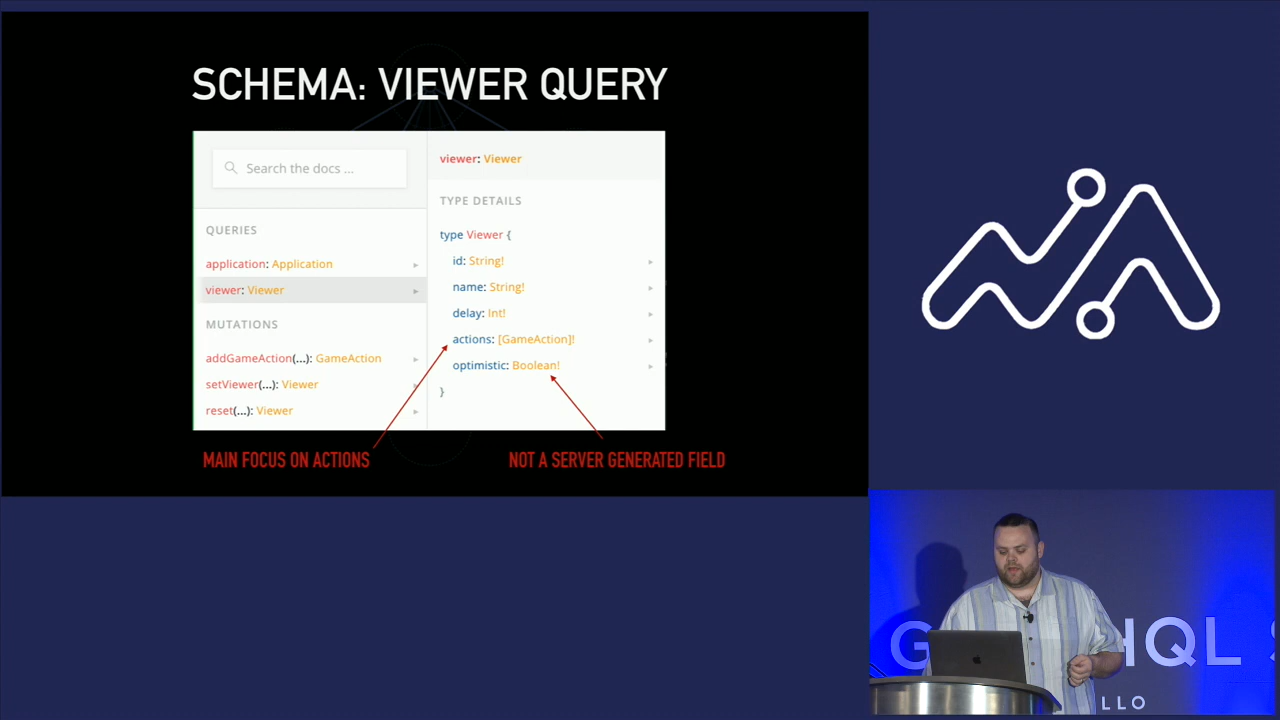 SCHEMA: VIEWER QUERY
Search the docs ...
QUERIES
application: Application
viewer: Viewer
MUTATIONS
addGameAction(...): GameAction
setViewer(...): Viewer
reset(...): Viewer
viewer: Viewer
TYPE DETAILS
type Viewer {
id: String!
name: String!
delay: Int!
actions: [GameAction]!
optimistic: Boolean!
}
MAIN FOCUS ON ACTIONS
NOT A SERVER GENERATED FIELD
G HQL S
LLO